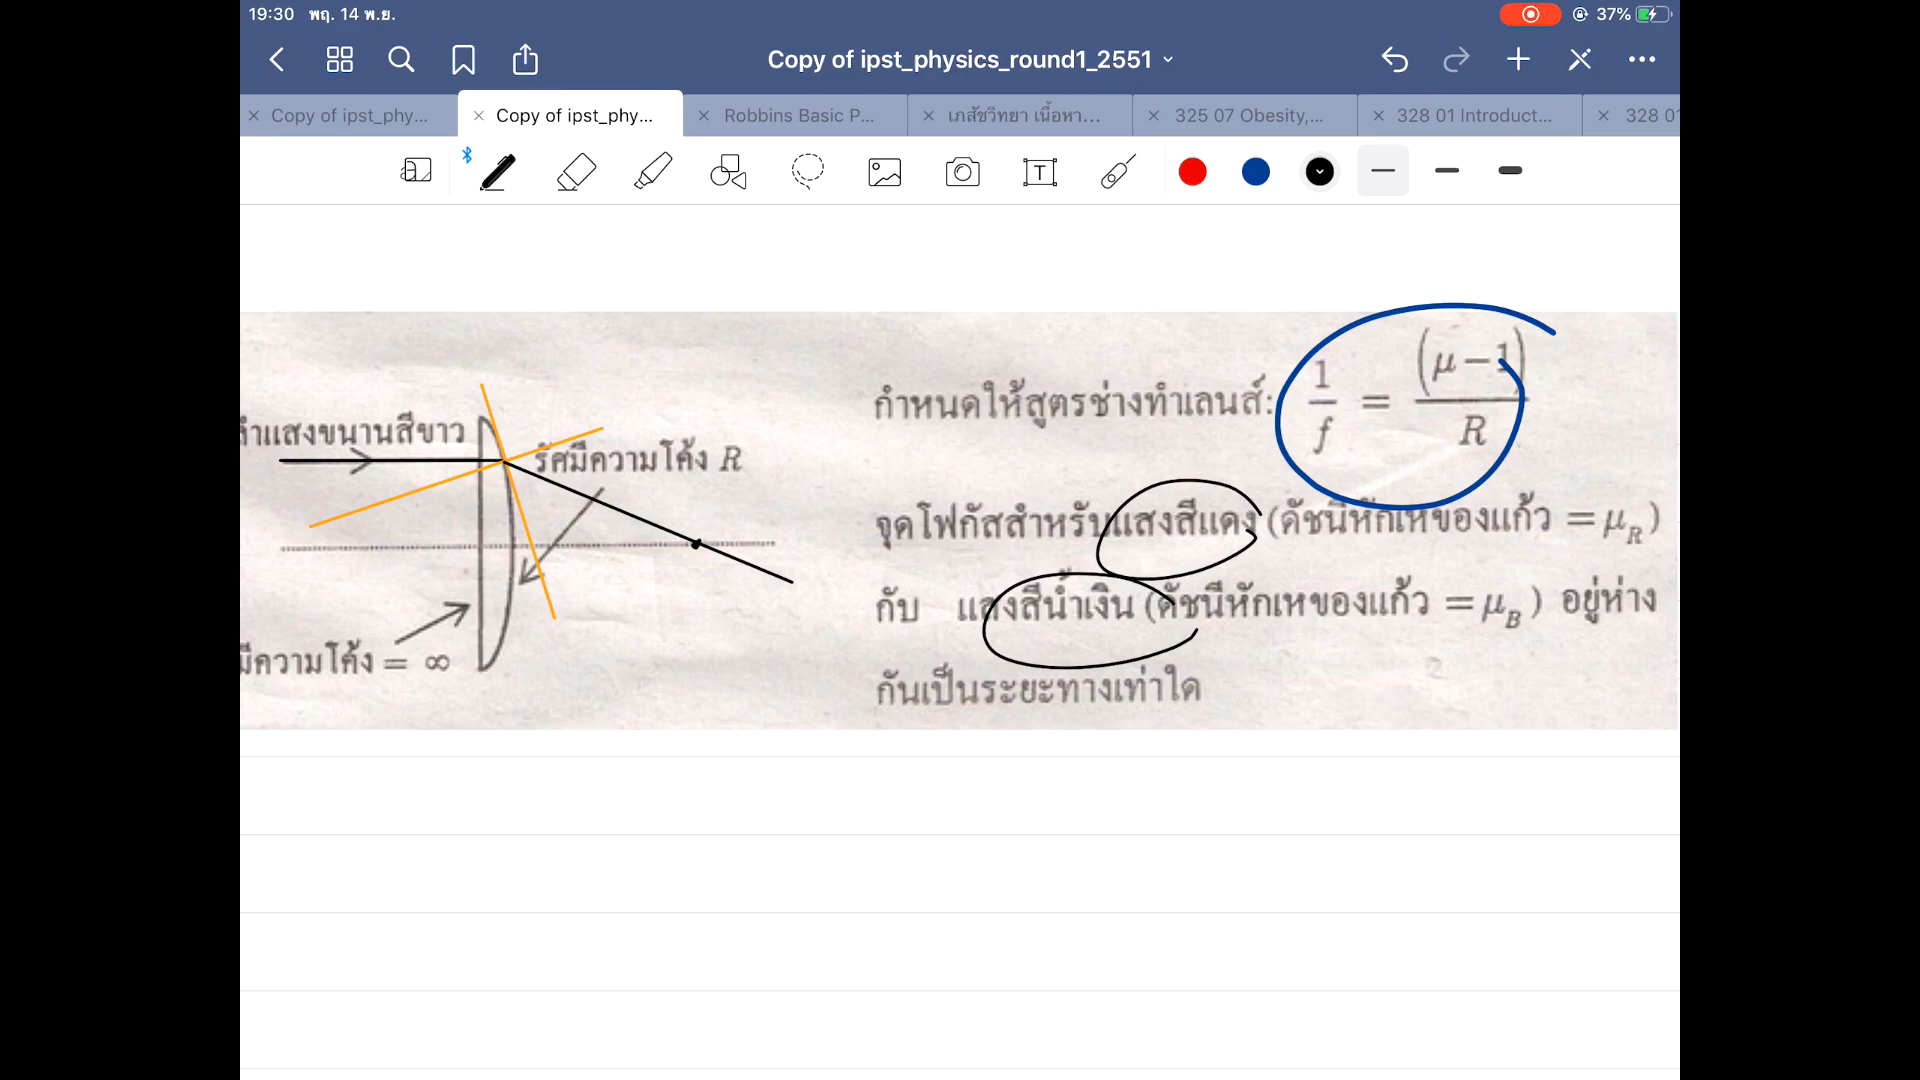 19:30 พฤ. 14 พ.ย.
37%
Copy of ipst_physics_round1_2551
Copy of ipst_phy...
Copy of ipst_phy...
Robbins Basic P...
เภสัชวิทยา เนื้อหา...
325 07 Obesity,...
328 01 Introduct...
328 01
กำหนดให้สูตรช่างทำเลนส์: 1/f = (μ – 1)/R
ลำแสงขนานสีขาว
รัศมีความโค้ง R
จุดโฟกัสสำหรับแสงสีแดง (ดัชนีหักเหของแก้ว = μ_R)
กับ แสงสีน้ำเงิน (ดัชนีหักเหของแก้ว = μ_B) อยู่ห่าง
มีความโค้ง = ∞
กันเป็นระยะทางเท่าใด